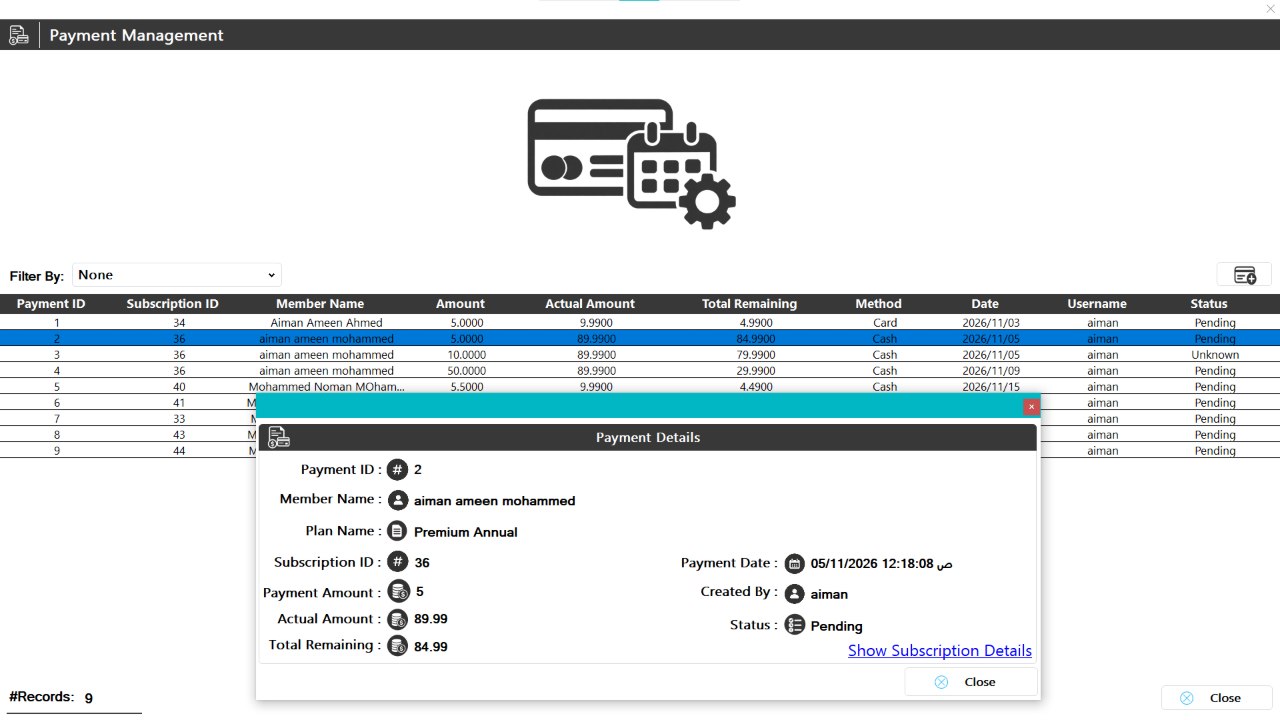 Payment Management
Filter By: None
Payment ID Subscription ID Member Name Amount Actual Amount Total Remaining Method Date Username Status
1 34 Aiman Ameen Ahmed 5.0000 9.9900 4.9900 Card 2026/11/03 aiman Pending
2 36 aiman ameen mohammed 5.0000 89.9900 84.9900 Cash 2026/11/05 aiman Pending
3 36 aiman ameen mohammed 10.0000 89.9900 79.9900 Cash 2026/11/05 aiman Unknown
4 36 aiman ameen mohammed 50.0000 89.9900 29.9900 Cash 2026/11/09 aiman Pending
5 40 Mohammed Noman MOham... 5.5000 9.9900 4.4900 Cash 2026/11/15 aiman Pending
6 41 aiman Pending
7 33 aiman Pending
8 43 aiman Pending
9 44 aiman Pending
Payment Details
Payment ID : # 2
Member Name : aiman ameen mohammed
Plan Name : Premium Annual
Subscription ID : # 36
Payment Date : 05/11/2026 12:18:08 ص
Payment Amount : 5
Created By : aiman
Actual Amount : 89.99
Status : Pending
Total Remaining : 84.99
Show Subscription Details
Close
#Records: 9
Close